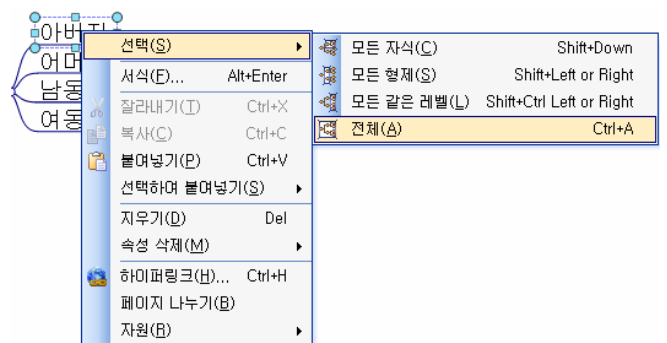 아버지
어머
남동
여동
선택(S)
서식(F)... Alt+Enter
잘라내기(T) Ctrl+X
복사(C) Ctrl+C
붙여넣기(P) Ctrl+V
선택하여 붙여넣기(S)
지우기(D) Del
속성 삭제(M)
하이퍼링크(H)... Ctrl+H
페이지 나누기(B)
자원(R)
모든 자식(C) Shift+Down
모든 형제(S) Shift+Left or Right
모든 같은 레벨(L) Shift+Ctrl Left or Right
전체(A) Ctrl+A